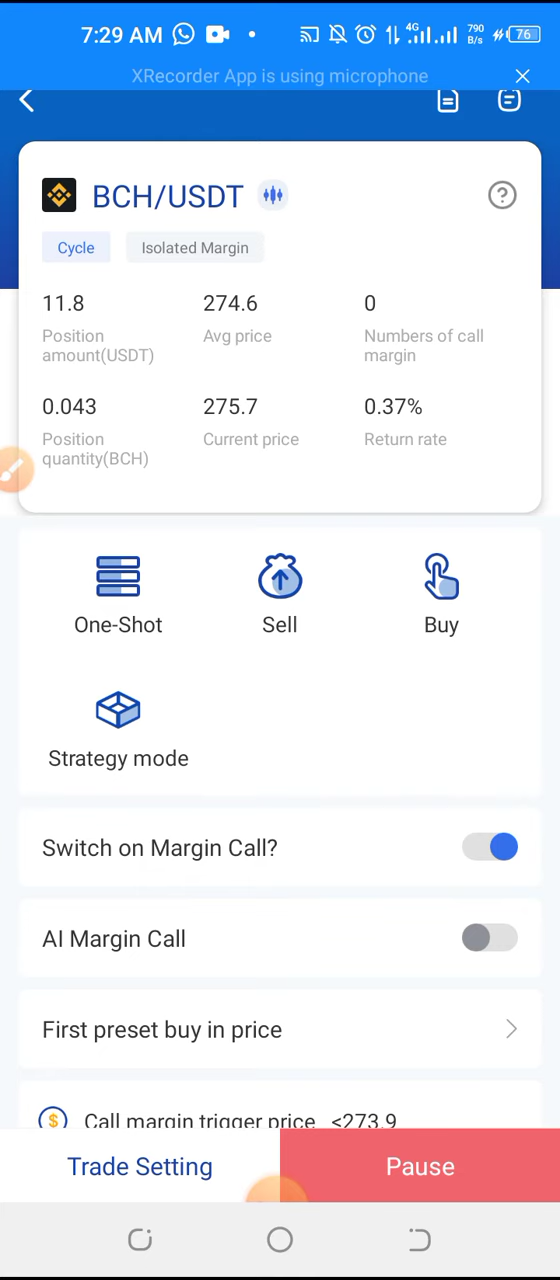 7:29 AM
4G
790 B/s
76
XRecorder App is using microphone
BCH/USDT
Cycle
Isolated Margin
11.8
274.6
0
Position amount(USDT)
Avg price
Numbers of call margin
0.043
275.7
0.37%
Position quantity(BCH)
Current price
Return rate
One-Shot
Sell
Buy
Strategy mode
Switch on Margin Call?
AI Margin Call
First preset buy in price
$
Call margin trigger price <273.9
Trade Setting
Pause